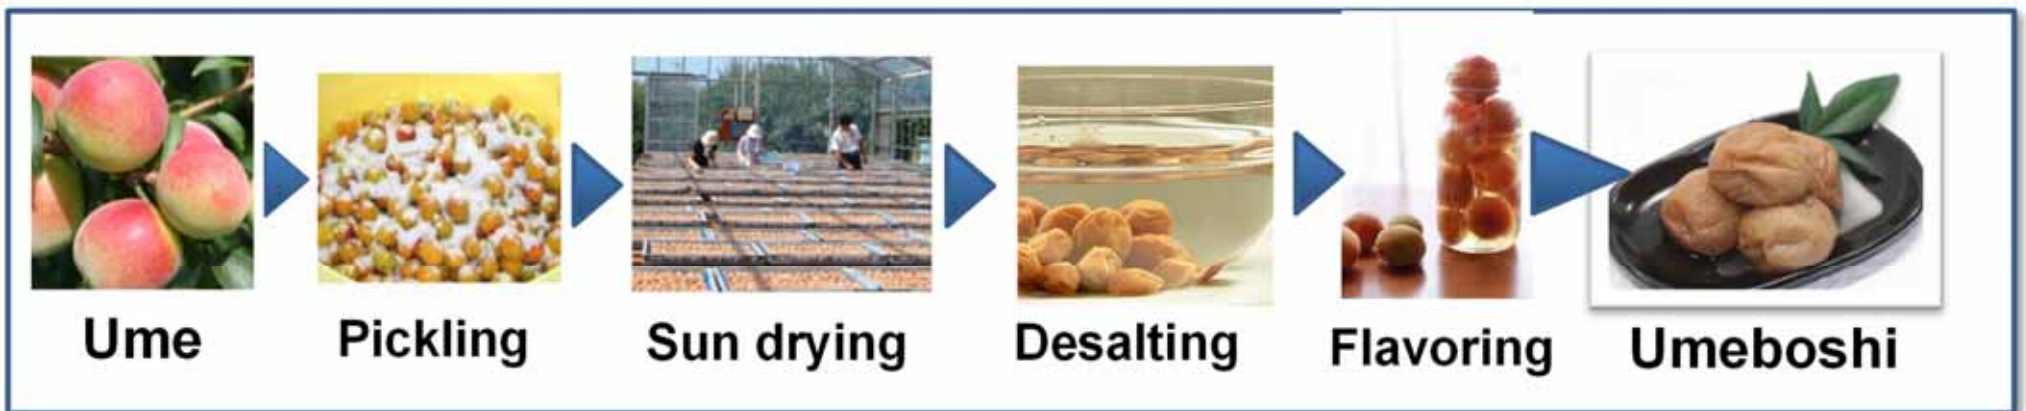 Ume
Pickling
Sun drying
Desalting
Flavoring
Umeboshi